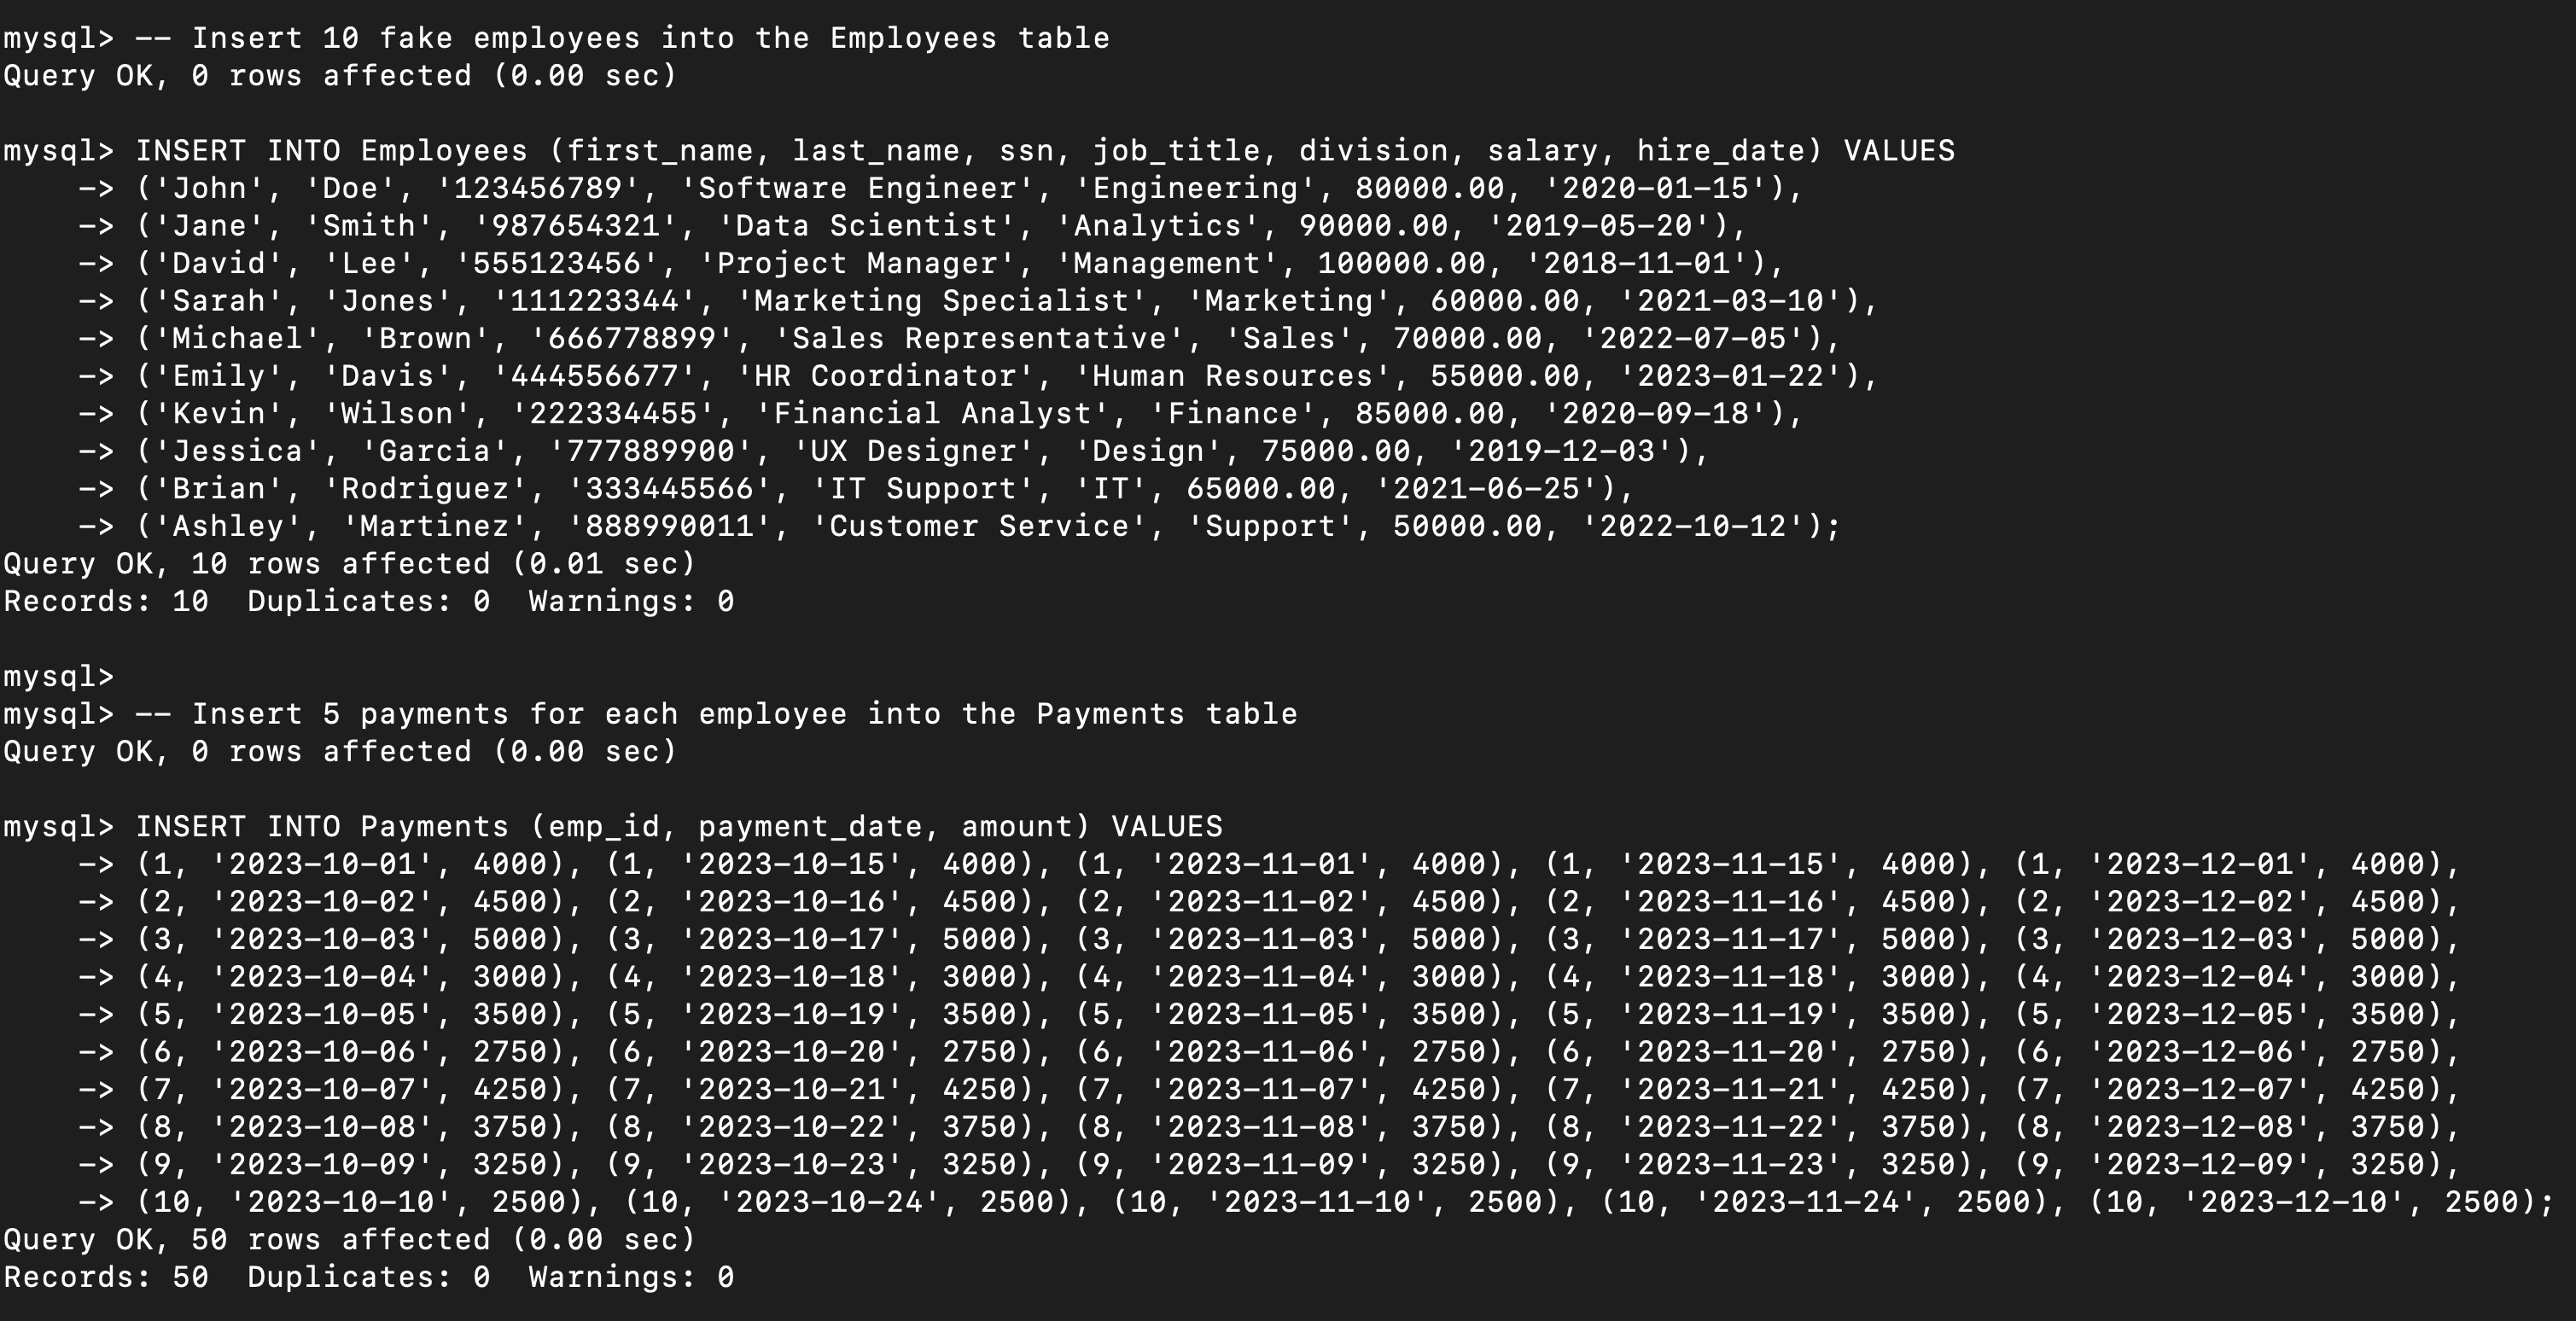 mysql> -- Insert 10 fake employees into the Employees table
Query OK, 0 rows affected (0.00 sec)
mysql> INSERT INTO Employees (first_name, last_name, ssn, job_title, division, salary, hire_date) VALUES
    -> ('John', 'Doe', '123456789', 'Software Engineer', 'Engineering', 80000.00, '2020-01-15'),
    -> ('Jane', 'Smith', '987654321', 'Data Scientist', 'Analytics', 90000.00, '2019-05-20'),
    -> ('David', 'Lee', '555123456', 'Project Manager', 'Management', 100000.00, '2018-11-01'),
    -> ('Sarah', 'Jones', '111223344', 'Marketing Specialist', 'Marketing', 60000.00, '2021-03-10'),
    -> ('Michael', 'Brown', '666778899', 'Sales Representative', 'Sales', 70000.00, '2022-07-05'),
    -> ('Emily', 'Davis', '444556677', 'HR Coordinator', 'Human Resources', 55000.00, '2023-01-22'),
    -> ('Kevin', 'Wilson', '222334455', 'Financial Analyst', 'Finance', 85000.00, '2020-09-18'),
    -> ('Jessica', 'Garcia', '777889900', 'UX Designer', 'Design', 75000.00, '2019-12-03'),
    -> ('Brian', 'Rodriguez', '333445566', 'IT Support', 'IT', 65000.00, '2021-06-25'),
    -> ('Ashley', 'Martinez', '888990011', 'Customer Service', 'Support', 50000.00, '2022-10-12');
Query OK, 10 rows affected (0.01 sec)
Records: 10  Duplicates: 0  Warnings: 0
mysql>
mysql> -- Insert 5 payments for each employee into the Payments table
Query OK, 0 rows affected (0.00 sec)
mysql> INSERT INTO Payments (emp_id, payment_date, amount) VALUES
    -> (1, '2023-10-01', 4000), (1, '2023-10-15', 4000), (1, '2023-11-01', 4000), (1, '2023-11-15', 4000), (1, '2023-12-01', 4000),
    -> (2, '2023-10-02', 4500), (2, '2023-10-16', 4500), (2, '2023-11-02', 4500), (2, '2023-11-16', 4500), (2, '2023-12-02', 4500),
    -> (3, '2023-10-03', 5000), (3, '2023-10-17', 5000), (3, '2023-11-03', 5000), (3, '2023-11-17', 5000), (3, '2023-12-03', 5000),
    -> (4, '2023-10-04', 3000), (4, '2023-10-18', 3000), (4, '2023-11-04', 3000), (4, '2023-11-18', 3000), (4, '2023-12-04', 3000),
    -> (5, '2023-10-05', 3500), (5, '2023-10-19', 3500), (5, '2023-11-05', 3500), (5, '2023-11-19', 3500), (5, '2023-12-05', 3500),
    -> (6, '2023-10-06', 2750), (6, '2023-10-20', 2750), (6, '2023-11-06', 2750), (6, '2023-11-20', 2750), (6, '2023-12-06', 2750),
    -> (7, '2023-10-07', 4250), (7, '2023-10-21', 4250), (7, '2023-11-07', 4250), (7, '2023-11-21', 4250), (7, '2023-12-07', 4250),
    -> (8, '2023-10-08', 3750), (8, '2023-10-22', 3750), (8, '2023-11-08', 3750), (8, '2023-11-22', 3750), (8, '2023-12-08', 3750),
    -> (9, '2023-10-09', 3250), (9, '2023-10-23', 3250), (9, '2023-11-09', 3250), (9, '2023-11-23', 3250), (9, '2023-12-09', 3250),
    -> (10, '2023-10-10', 2500), (10, '2023-10-24', 2500), (10, '2023-11-10', 2500), (10, '2023-11-24', 2500), (10, '2023-12-10', 2500);
Query OK, 50 rows affected (0.00 sec)
Records: 50  Duplicates: 0  Warnings: 0